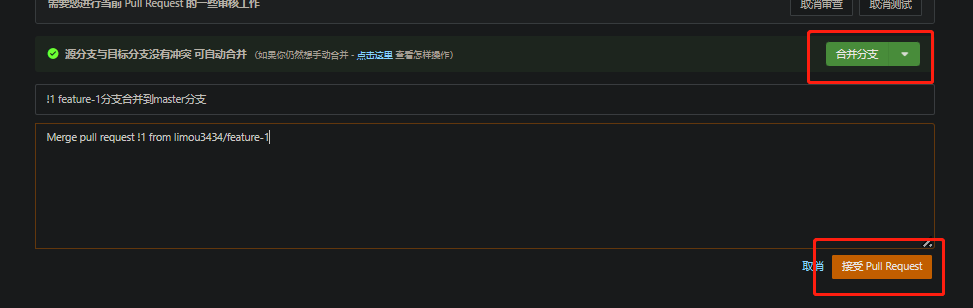 需要您进行当前 Pull Request 的一些审核工作
取消审查 取消测试
源分支与目标分支没有冲突 可自动合并 (如果你仍然想手动合并 - 点击这里 查看怎样操作) 合并分支
!1 feature-1分支合并到master分支
Merge pull request !1 from limou3434/feature-1
取消 接受 Pull Request